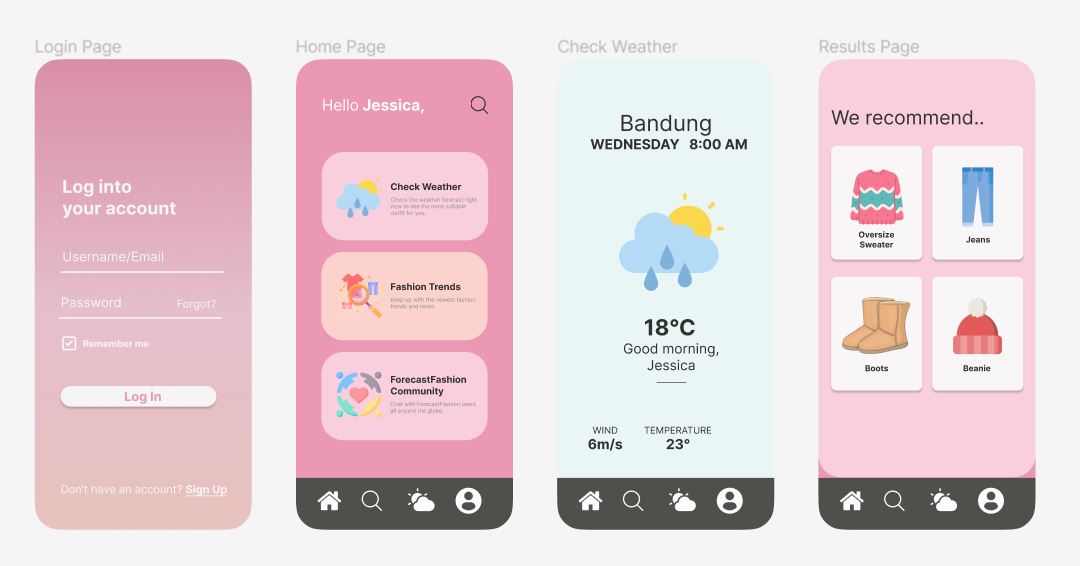 Login Page
Log into
your account
Username/Email
Password
Forgot?
Remember me
Log In
Don't have an account? Sign Up
Home Page
Hello Jessica,
Check Weather
Check the weather forecast right
now to see the most suitable
outfit for you.
Fashion Trends
Keep up with the newest fashion
trends and news.
ForecastFashion
Community
Chat with ForecastFashion users
all around the globe.
Check Weather
Bandung
WEDNESDAY 8:00 AM
18°C
Good morning,
Jessica
WIND
6m/s
TEMPERATURE
23°
Results Page
We recommend..
Oversize
Sweater
Jeans
Boots
Beanie